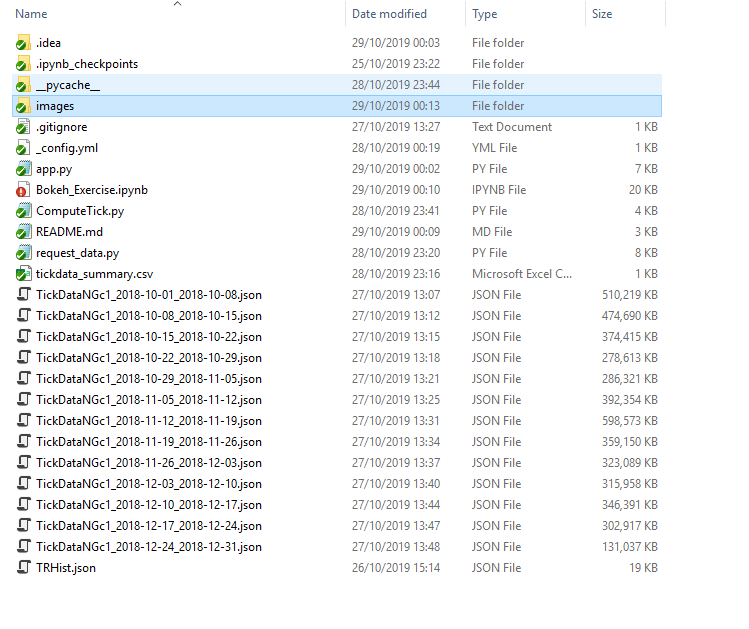 Name Date modified Type Size
.idea 29/10/2019 00:03 File folder
.ipynb_checkpoints 25/10/2019 23:22 File folder
__pycache__ 28/10/2019 23:44 File folder
images 29/10/2019 00:13 File folder
.gitignore 27/10/2019 13:27 Text Document 1 KB
_config.yml 28/10/2019 00:19 YML File 1 KB
app.py 29/10/2019 00:02 PY File 7 KB
Bokeh_Exercise.ipynb 29/10/2019 00:10 IPYNB File 20 KB
ComputeTick.py 28/10/2019 23:41 PY File 4 KB
README.md 29/10/2019 00:09 MD File 3 KB
request_data.py 28/10/2019 23:20 PY File 8 KB
tickdata_summary.csv 28/10/2019 23:16 Microsoft Excel C... 1 KB
TickDataNGc1_2018-10-01_2018-10-08.json 27/10/2019 13:07 JSON File 510,219 KB
TickDataNGc1_2018-10-08_2018-10-15.json 27/10/2019 13:12 JSON File 474,690 KB
TickDataNGc1_2018-10-15_2018-10-22.json 27/10/2019 13:15 JSON File 374,415 KB
TickDataNGc1_2018-10-22_2018-10-29.json 27/10/2019 13:18 JSON File 278,613 KB
TickDataNGc1_2018-10-29_2018-11-05.json 27/10/2019 13:21 JSON File 286,321 KB
TickDataNGc1_2018-11-05_2018-11-12.json 27/10/2019 13:25 JSON File 392,354 KB
TickDataNGc1_2018-11-12_2018-11-19.json 27/10/2019 13:31 JSON File 598,573 KB
TickDataNGc1_2018-11-19_2018-11-26.json 27/10/2019 13:34 JSON File 359,150 KB
TickDataNGc1_2018-11-26_2018-12-03.json 27/10/2019 13:37 JSON File 323,089 KB
TickDataNGc1_2018-12-03_2018-12-10.json 27/10/2019 13:40 JSON File 315,958 KB
TickDataNGc1_2018-12-10_2018-12-17.json 27/10/2019 13:44 JSON File 346,391 KB
TickDataNGc1_2018-12-17_2018-12-24.json 27/10/2019 13:47 JSON File 302,917 KB
TickDataNGc1_2018-12-24_2018-12-31.json 27/10/2019 13:48 JSON File 131,037 KB
TRHist.json 26/10/2019 15:14 JSON File 19 KB